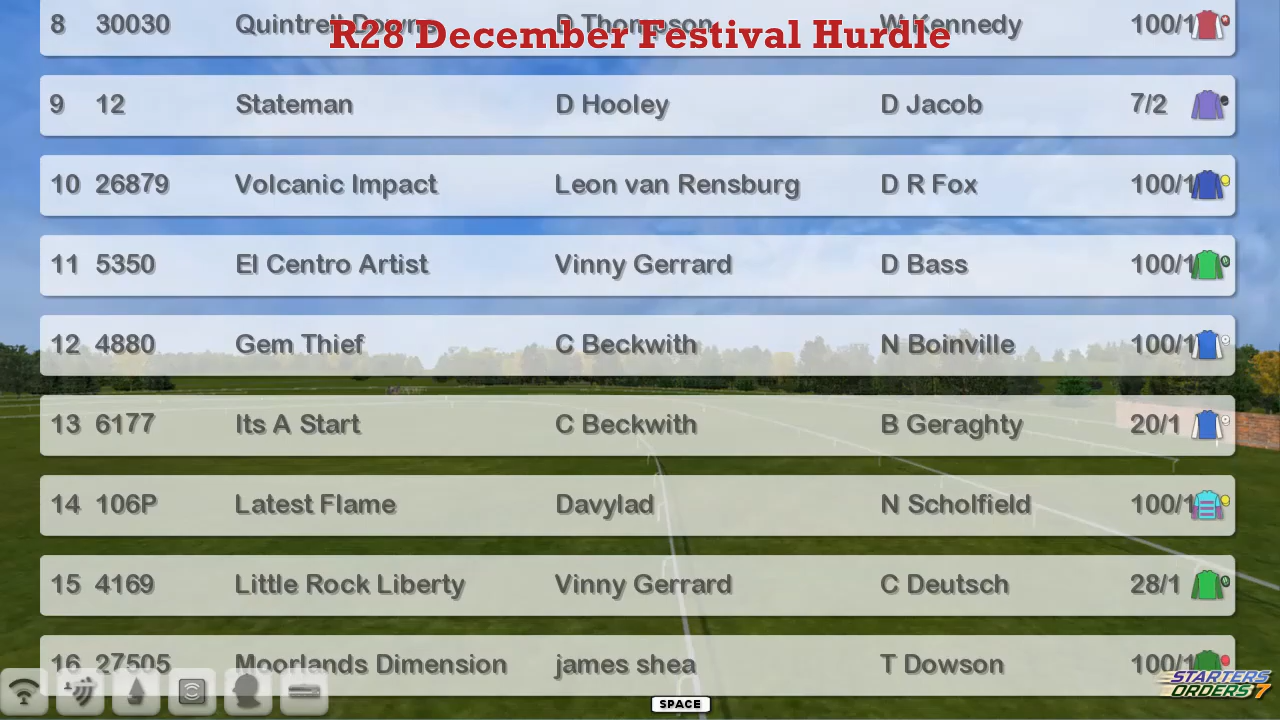 8 30030 Quintrell Downs D Thompson W Kennedy 100/1
R28 December Festival Hurdle
9 12 Stateman D Hooley D Jacob 7/2
10 26879 Volcanic Impact Leon van Rensburg D R Fox 100/1
11 5350 El Centro Artist Vinny Gerrard D Bass 100/1
12 4880 Gem Thief C Beckwith N Boinville 100/1
13 6177 Its A Start C Beckwith B Geraghty 20/1
14 106P Latest Flame Davylad N Scholfield 100/1
15 4169 Little Rock Liberty Vinny Gerrard C Deutsch 28/1
16 27505 Moorlands Dimension james shea T Dowson 100/1
STARTERS ORDERS 7
SPACE